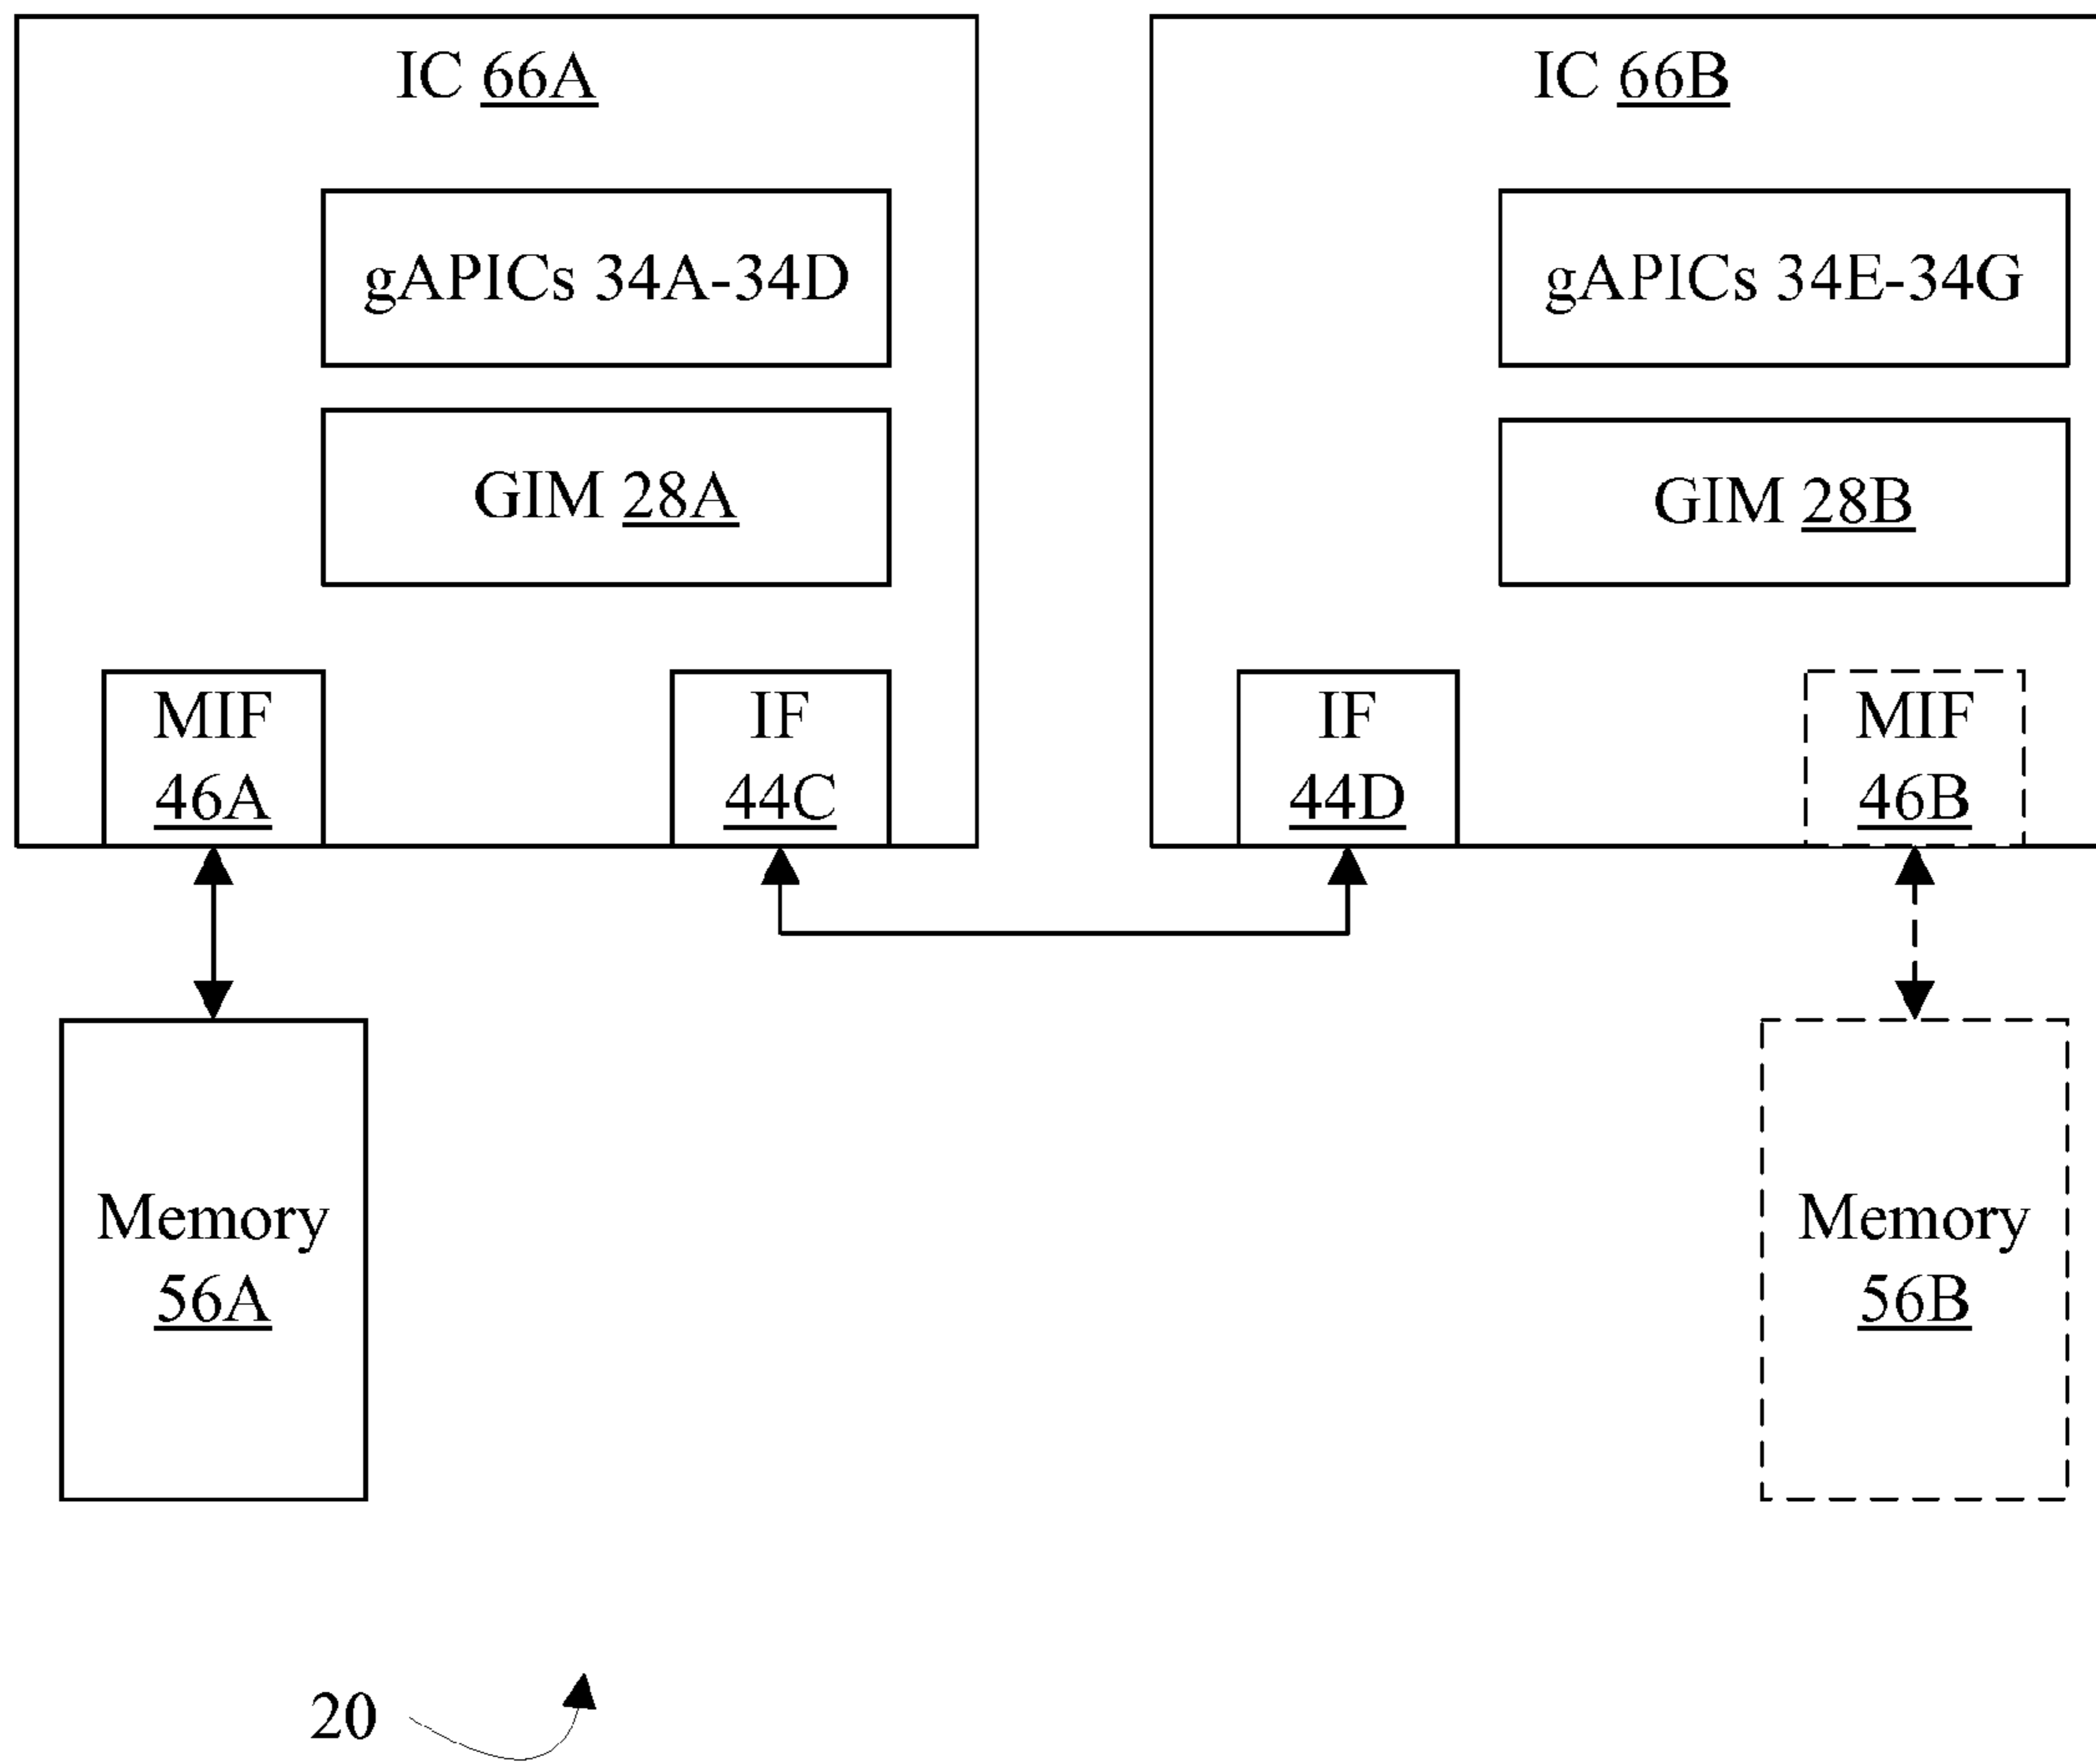 IC 66A
gAPICs 34A-34D
GIM 28A
MIF
46A
IF
44C
IC 66B
gAPICs 34E-34G
GIM 28B
IF
44D
MIF
46B
Memory
56A
Memory
56B
20